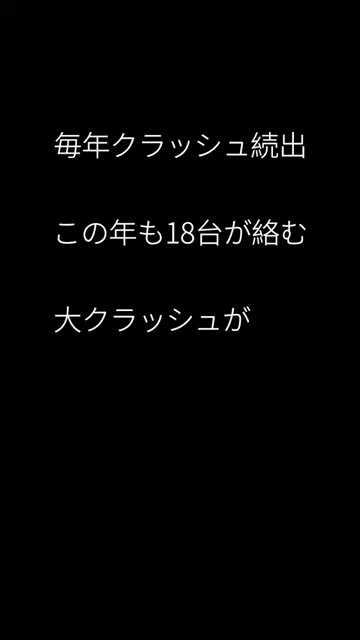 毎年クラッシュ続出
この年も18台が絡む
大クラッシュが